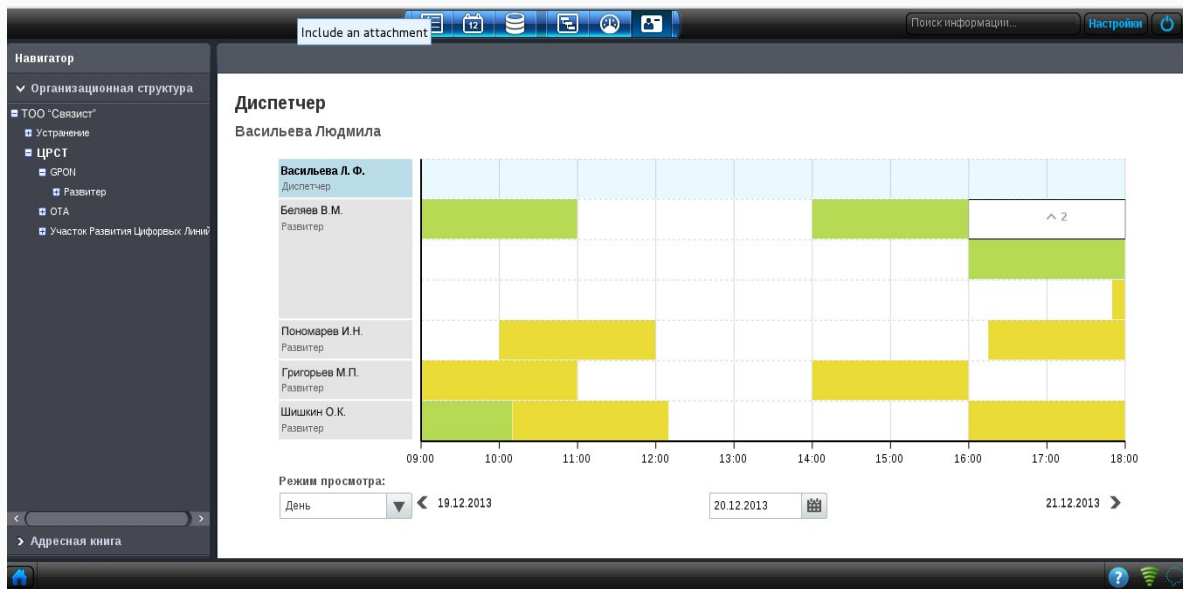 Include an attachment
12
Поиск информации...
Настройки
Навигатор
Организационная структура
ТОО "Связист"
Устранение
ЦРСТ
GPON
Развитер
ОТА
Участок Развития Цифорвых Линий
Адресная книга
Диспетчер
Васильева Людмила
Васильева Л. Ф.
Диспетчер
Беляев В.М.
Развитер
2
Пономарев И.Н.
Развитер
Григорьев М.П.
Развитер
Шишкин О.К.
Развитер
09:00 10:00 11:00 12:00 13:00 14:00 15:00 16:00 17:00 18:00
Режим просмотра:
День 19.12.2013 20.12.2013 21.12.2013
?